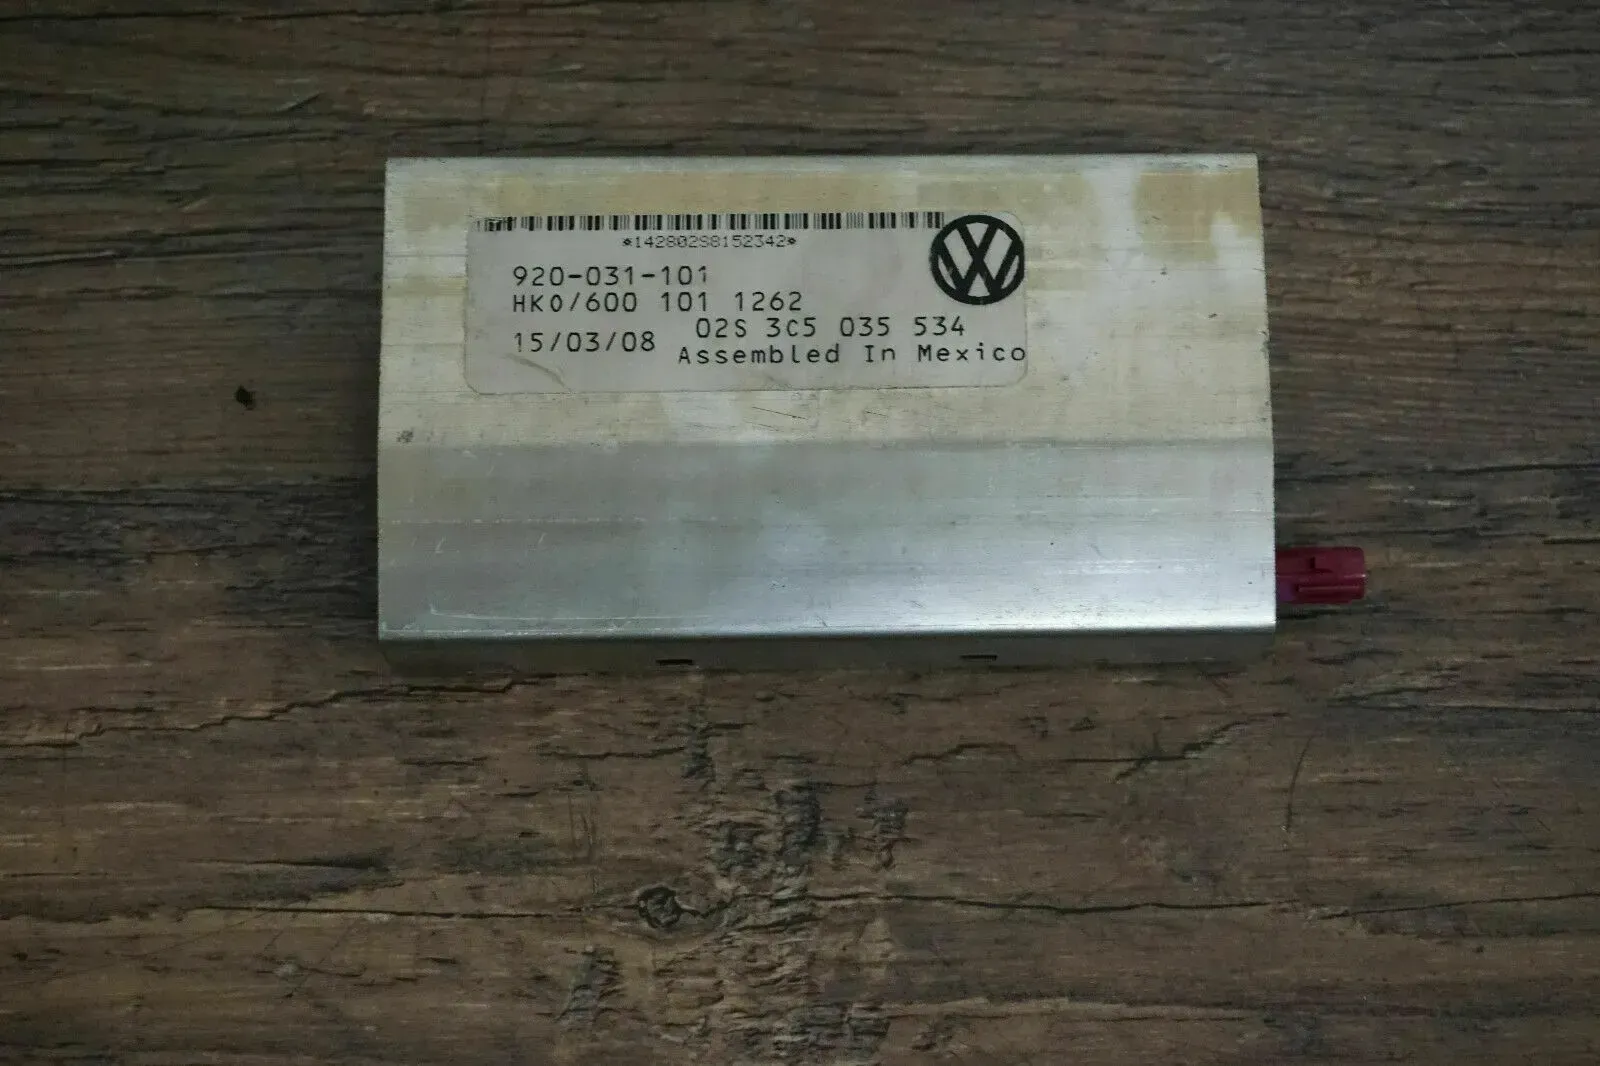 *142802S8152342*
920-031-101
HK0/600 101 1262
02S 3C5 035 534
15/03/08
Assembled In Mexico